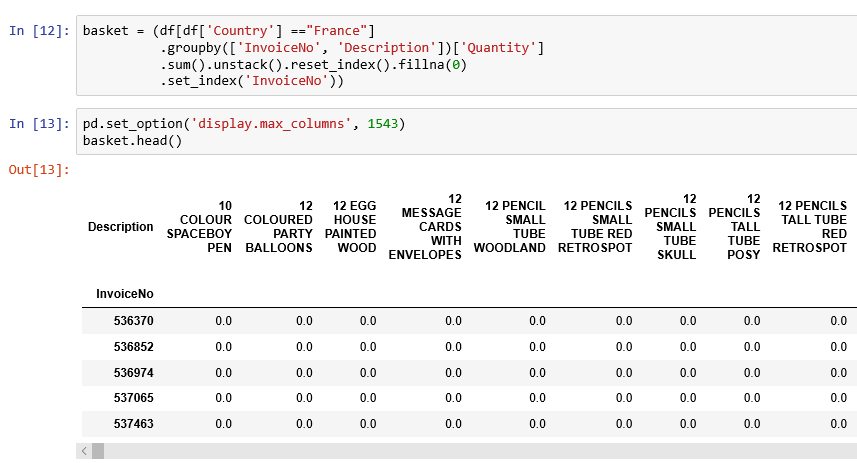 In [12]: basket = (df[df['Country'] =="France"]
.groupby(['InvoiceNo', 'Description'])['Quantity']
.sum().unstack().reset_index().fillna(0)
.set_index('InvoiceNo'))
In [13]: pd.set_option('display.max_columns', 1543)
basket.head()
Out[13]:
Description
10
COLOUR
SPACEBOY
PEN
12
COLOURED
PARTY
BALLOONS
12 EGG
HOUSE
PAINTED
WOOD
12
MESSAGE
CARDS
WITH
ENVELOPES
12 PENCIL
SMALL
TUBE
WOODLAND
12 PENCILS
SMALL
TUBE RED
RETROSPOT
12
PENCILS
SMALL
TUBE
SKULL
12
PENCILS
TALL
TUBE
POSY
12 PENCILS
TALL TUBE
RED
RETROSPOT
InvoiceNo
536370 0.0 0.0 0.0 0.0 0.0 0.0 0.0 0.0 0.0
536852 0.0 0.0 0.0 0.0 0.0 0.0 0.0 0.0 0.0
536974 0.0 0.0 0.0 0.0 0.0 0.0 0.0 0.0 0.0
537065 0.0 0.0 0.0 0.0 0.0 0.0 0.0 0.0 0.0
537463 0.0 0.0 0.0 0.0 0.0 0.0 0.0 0.0 0.0